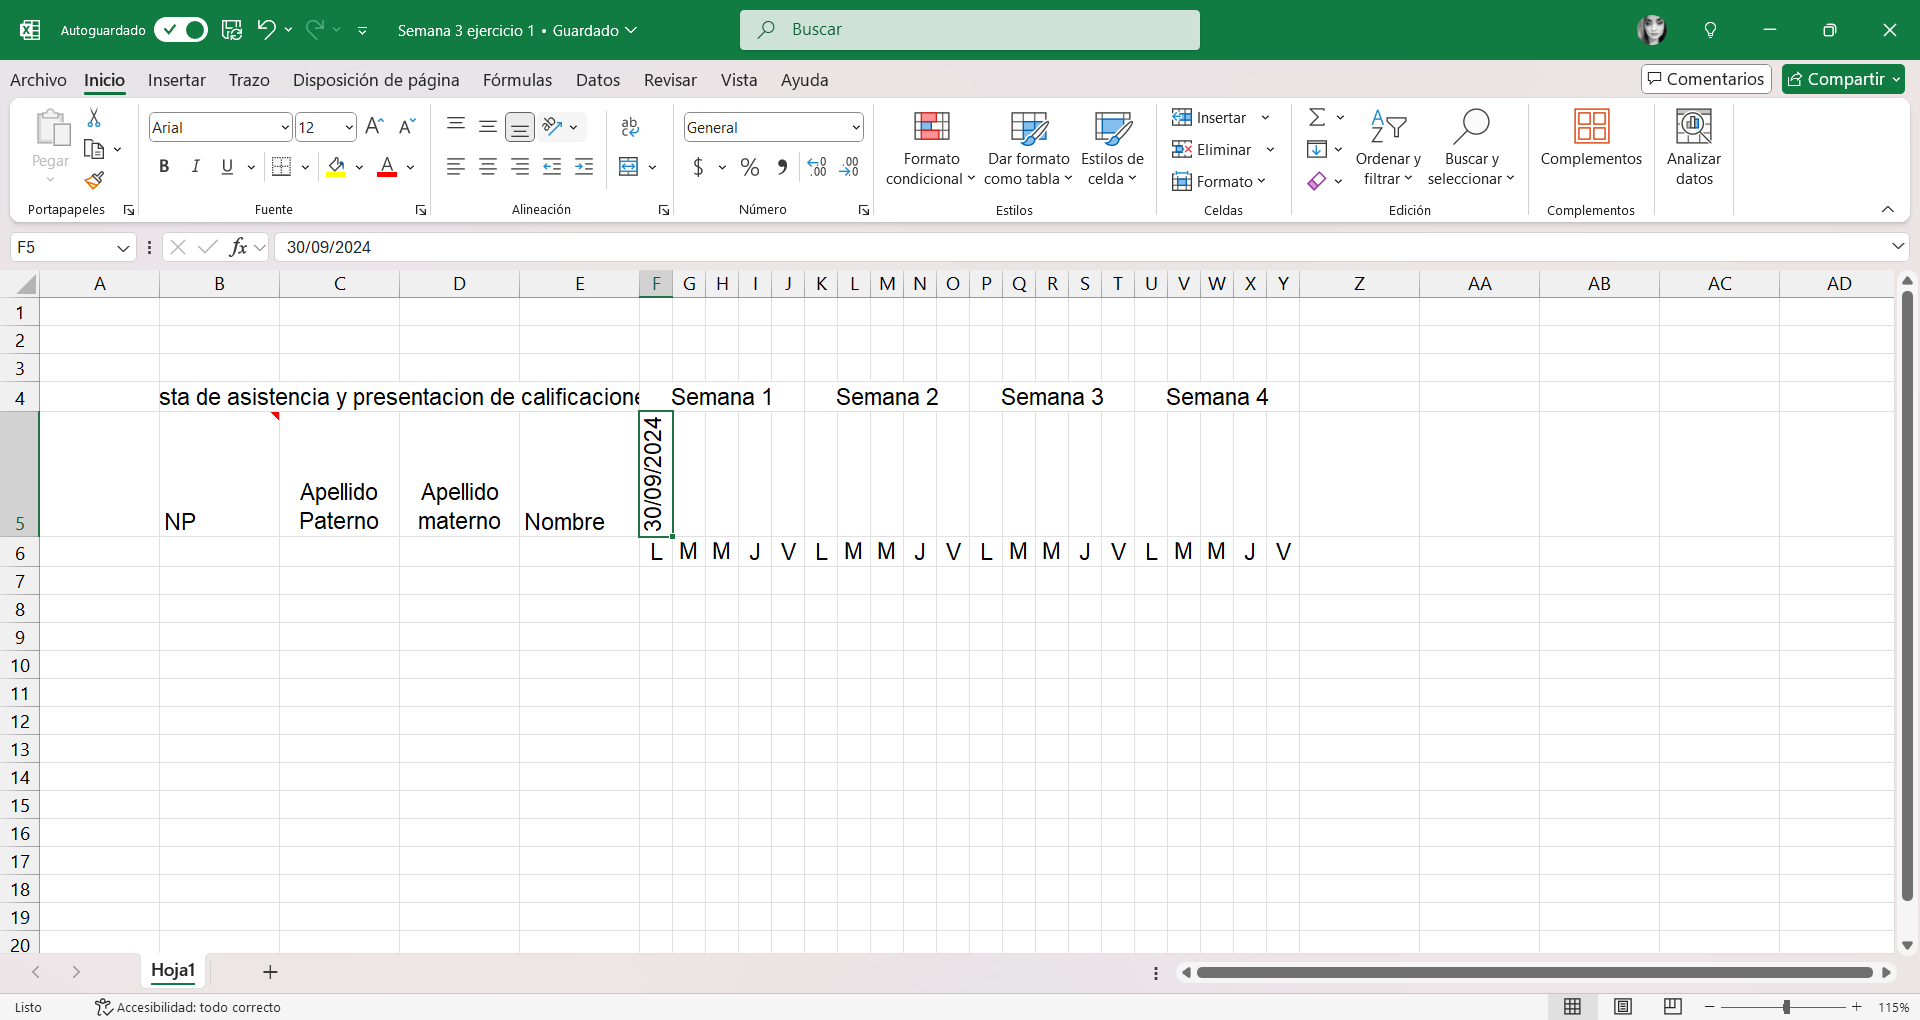 Autoguardado
Semana 3 ejercicio 1 • Guardado
Buscar
Archivo Inicio Insertar Trazo Disposición de página Fórmulas Datos Revisar Vista Ayuda
Comentarios Compartir
Pegar
Portapapeles
Arial 12
N K S
Fuente
Alineación
General
$ % 000
Número
Formato condicional
Dar formato como tabla
Estilos de celda
Estilos
Insertar
Eliminar
Formato
Celdas
Ordenar y filtrar
Buscar y seleccionar
Edición
Complementos
Complementos
Analizar datos
F5 fx 30/09/2024
A B C D E F G H I J K L M N O P Q R S T U V W X Y Z AA AB AC AD
1
2
3
4 sta de asistencia y presentacion de calificacione Semana 1 Semana 2 Semana 3 Semana 4
5 NP Apellido Paterno Apellido materno Nombre 30/09/2024
6 L M M J V L M M J V L M M J V L M M J V
7
8
9
10
11
12
13
14
15
16
17
18
19
20
Hoja1
Listo Accesibilidad: todo correcto 115%